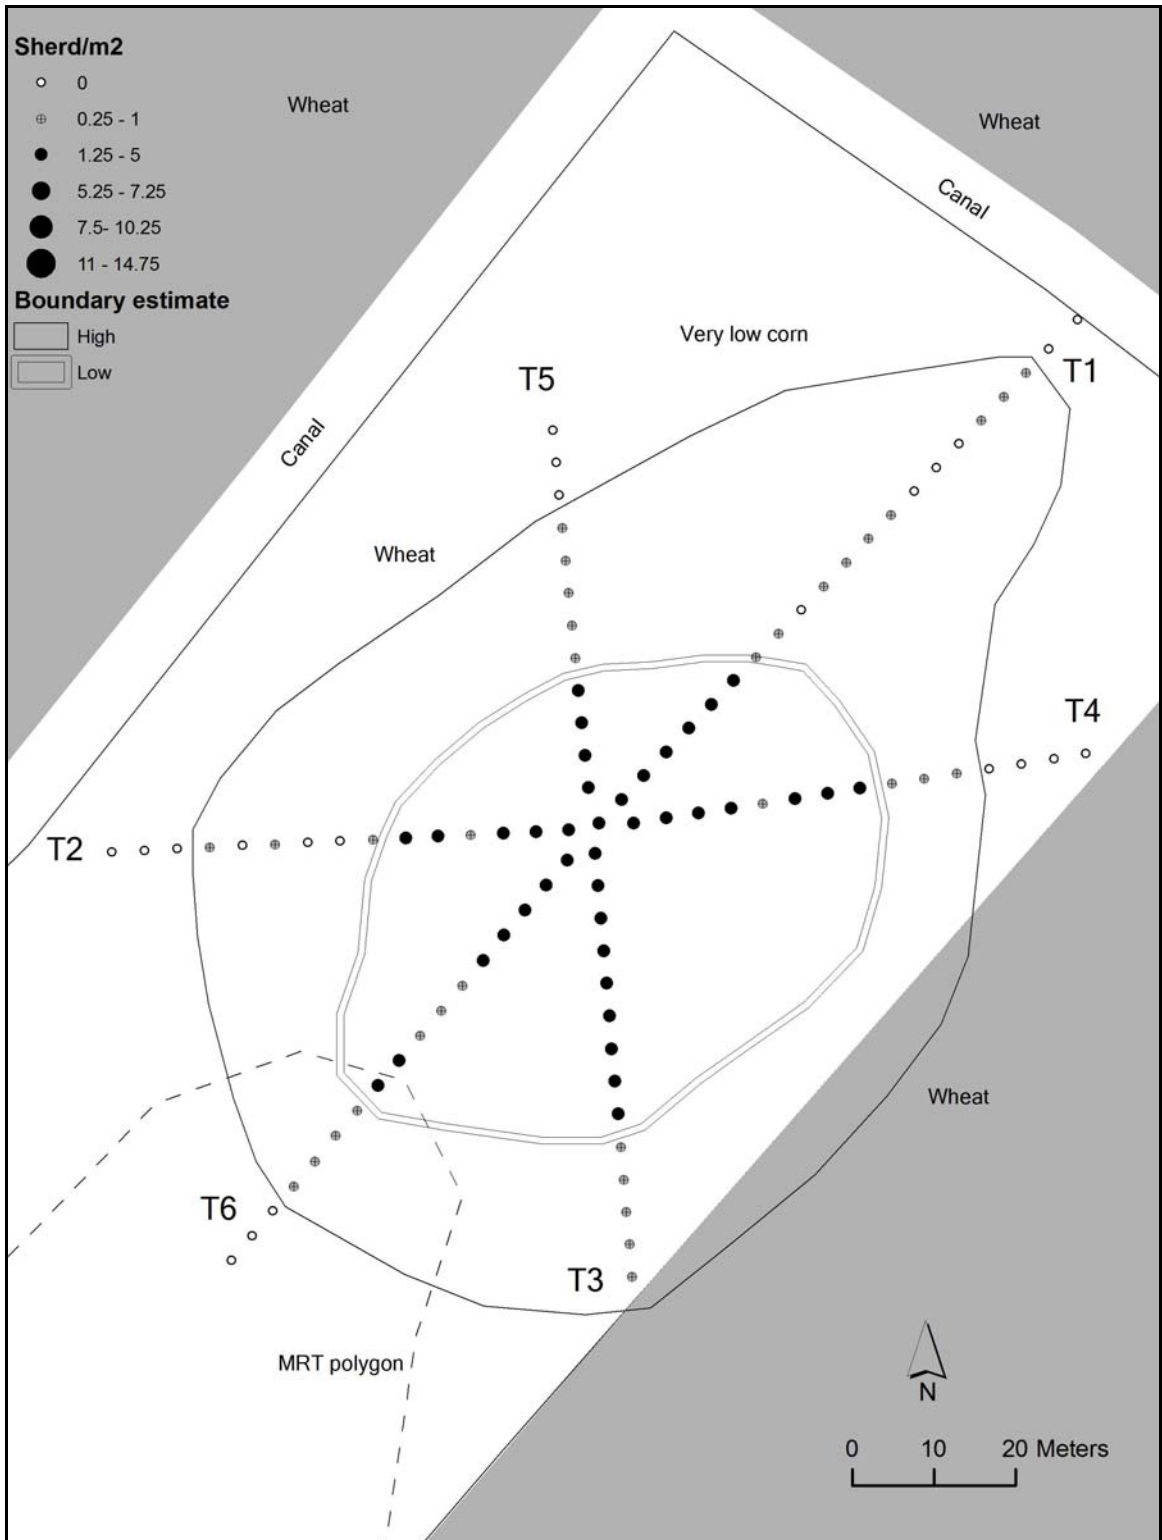 Sherd/m2
0
0.25 - 1
1.25 - 5
5.25 - 7.25
7.5- 10.25
11 - 14.75
Boundary estimate
High
Low
Wheat
Wheat
Canal
Very low corn
T5
T1
Canal
Wheat
T4
T2
Wheat
T6
T3
MRT polygon
N
0 10 20 Meters